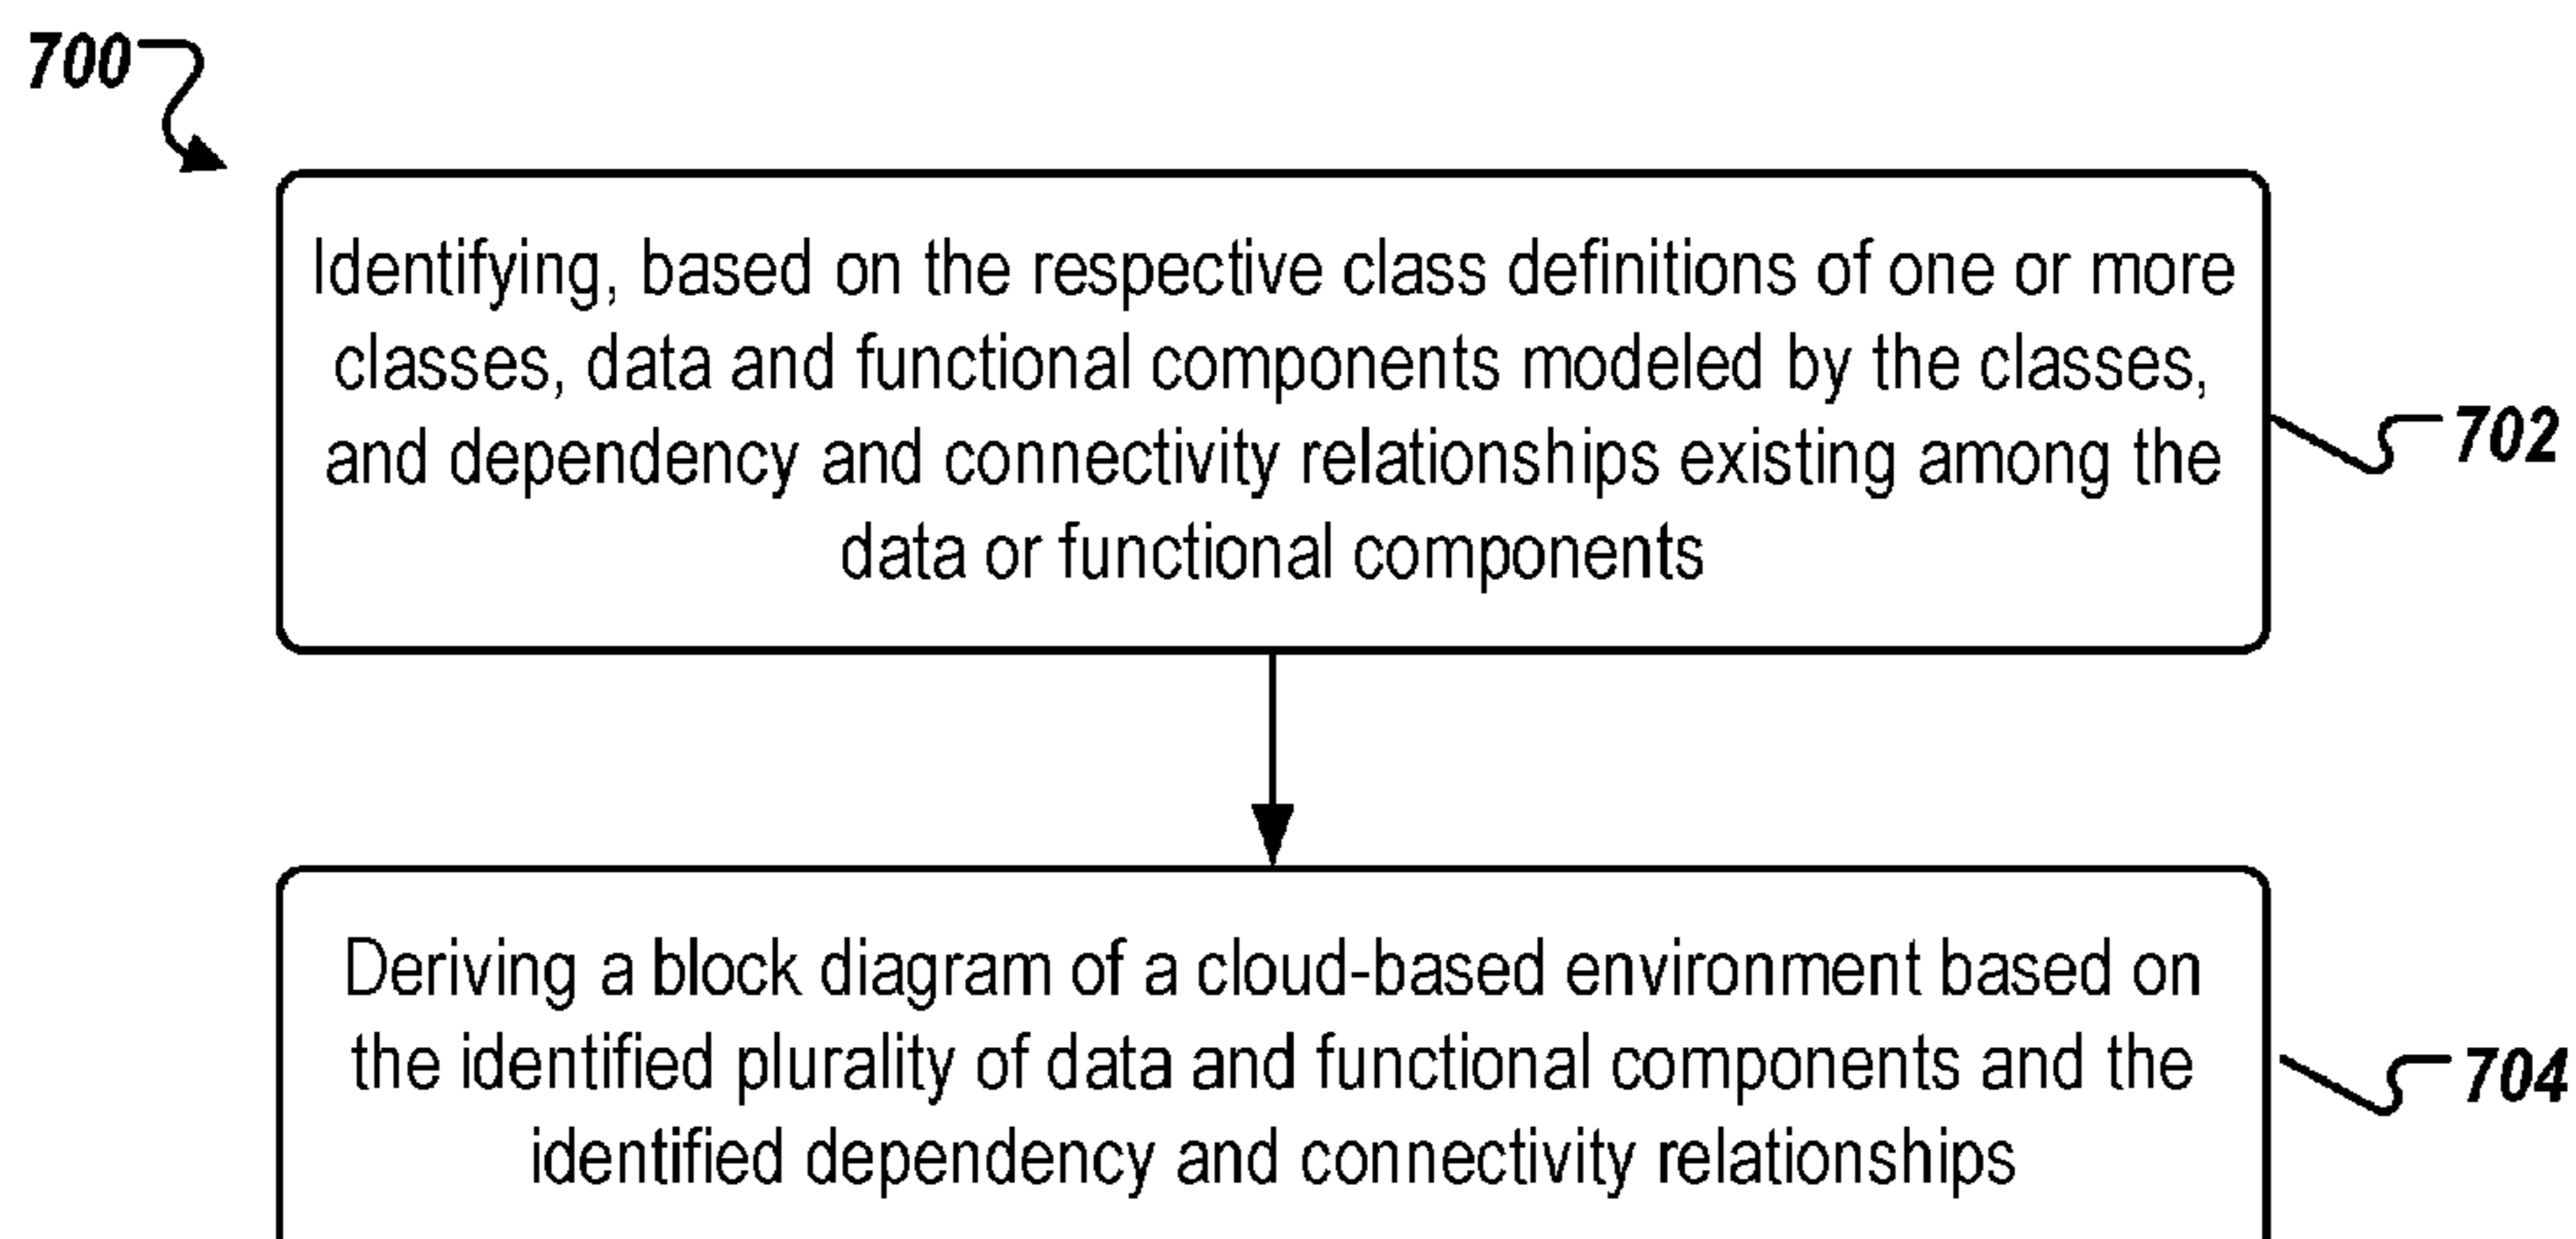 700
Identifying, based on the respective class definitions of one or more
classes, data and functional components modeled by the classes,
and dependency and connectivity relationships existing among the
data or functional components
702
Deriving a block diagram of a cloud-based environment based on
the identified plurality of data and functional components and the
identified dependency and connectivity relationships
704